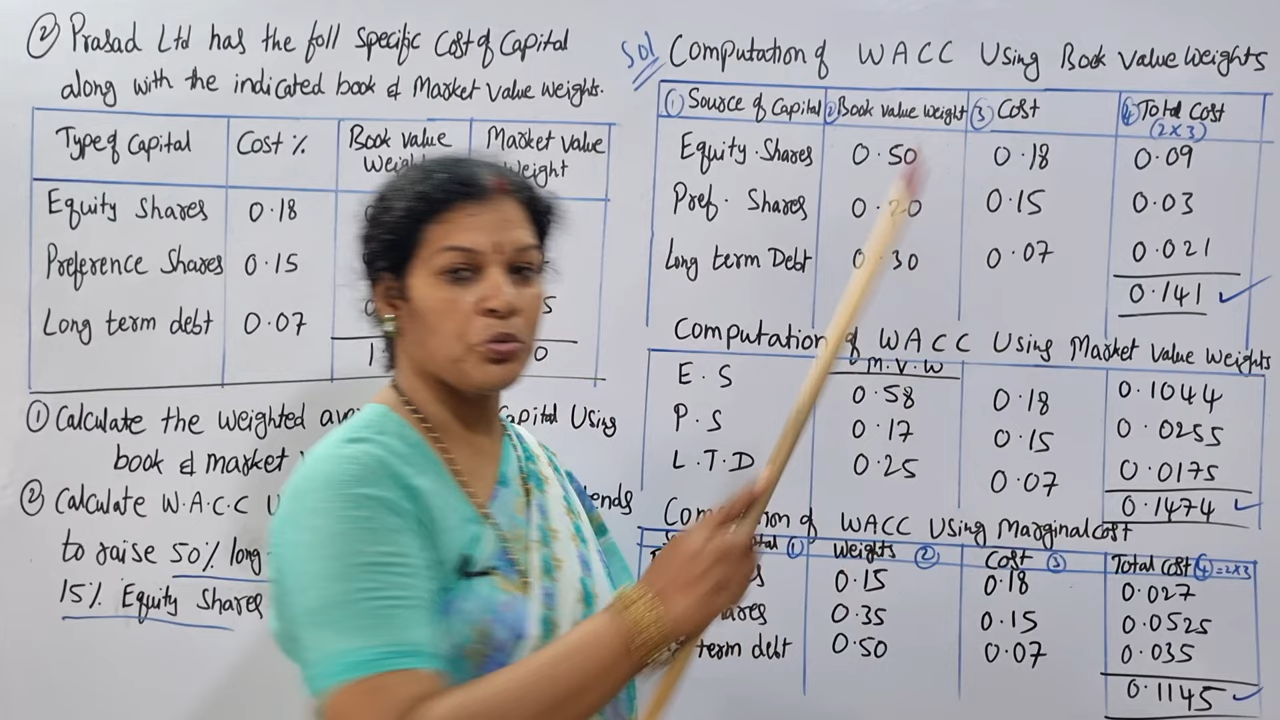 ② Prasad Ltd has the foll Specific Cost of Capital
along with the indicated book & Market Value Weights.
Type of Capital Cost % Book Value Market Value
Weight
Equity Shares 0.18
Preference Shares 0.15
Long term debt 0.07
① Calculate the weighted Capital Using
book & market
② Calculate W.A.C.C
to raise 50% long
15% Equity Shares
Sol Computation of WACC Using Book Value Weights
① Source of Capital ② Book value weight ③ Cost ④ Total Cost
(2x3)
Equity Shares 0.50 0.18 0.09
Pref. Shares 0.20 0.15 0.03
Long term Debt 0.30 0.07 0.021
0.141 ✓
Computation of WACC Using Market Value Weights
M.V.W
E.S 0.58 0.18 0.1044
P.S 0.17 0.15 0.0255
L.T.D 0.25 0.07 0.0175
0.1474 ✓
of WACC Using Marginal Cost
① Weights ② Cost ③ Total Cost ④=2x3
0.15 0.18 0.027
0.35 0.15 0.0525
term debt 0.50 0.07 0.035
0.1145 ✓